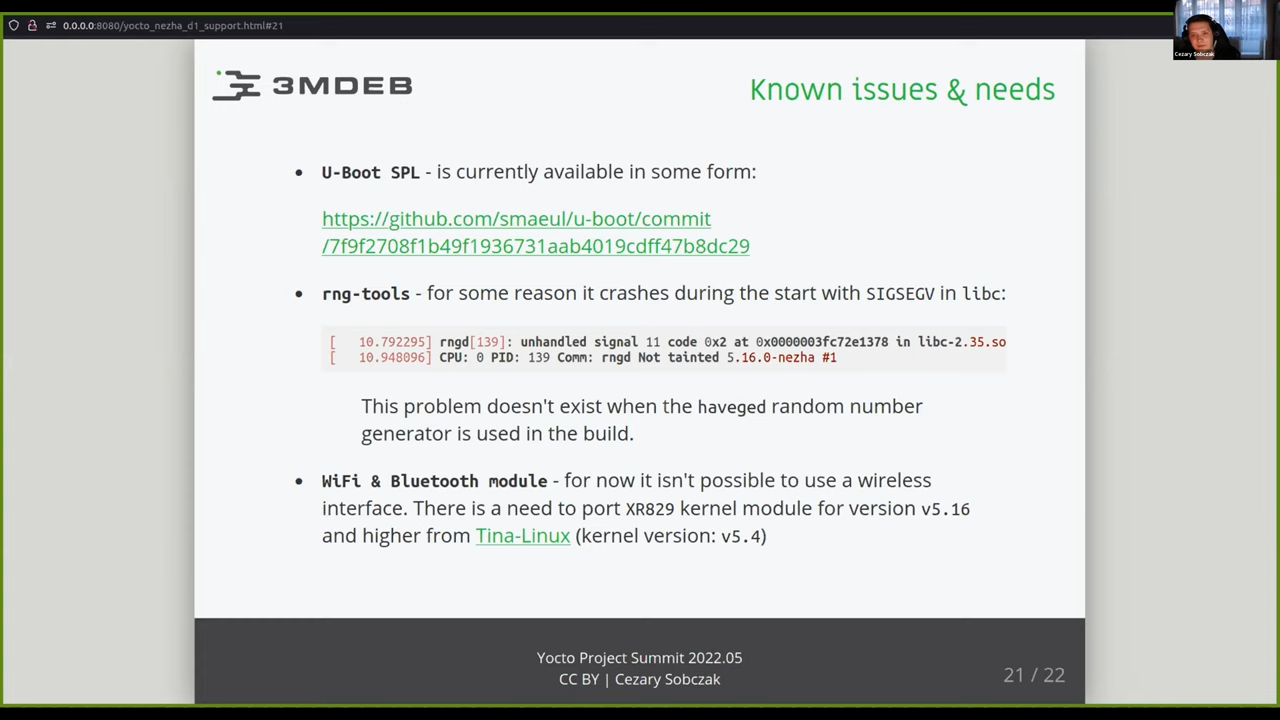 0.0.0.0:8080/yocto_nezha_d1_support.html#21
Cezary Sobczak
3MDEB
Known issues & needs
• U-Boot SPL - is currently available in some form:
https://github.com/smaeul/u-boot/commit
/7f9f2708f1b49f1936731aab4019cdff47b8dc29
• rng-tools - for some reason it crashes during the start with SIGSEGV in libc:
[   10.792295] rngd[139]: unhandled signal 11 code 0x2 at 0x0000003fc72e1378 in libc-2.35.so
[   10.948096] CPU: 0 PID: 139 Comm: rngd Not tainted 5.16.0-nezha #1
This problem doesn't exist when the haveged random number
generator is used in the build.
• WiFi & Bluetooth module - for now it isn't possible to use a wireless
interface. There is a need to port XR829 kernel module for version v5.16
and higher from Tina-Linux (kernel version: v5.4)
Yocto Project Summit 2022.05
CC BY | Cezary Sobczak
21 / 22